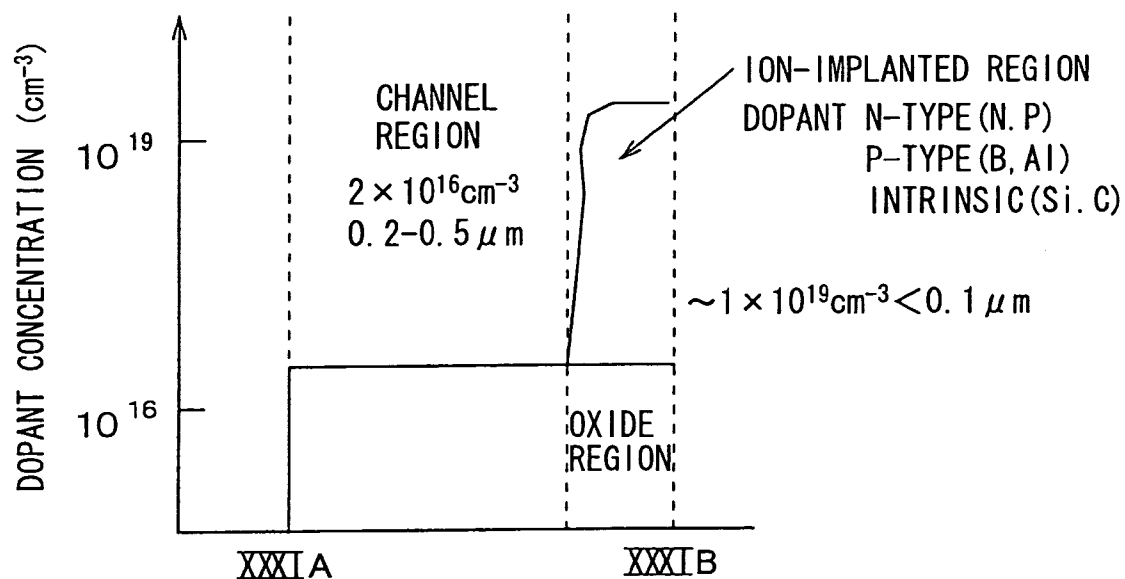 DOPANT CONCENTRATION (cm⁻³)
10¹⁹
10¹⁶
CHANNEL
REGION
2×10¹⁶cm⁻³
0.2-0.5μm
ION-IMPLANTED REGION
DOPANT N-TYPE(N.P)
P-TYPE(B,Al)
INTRINSIC(Si.C)
~1×10¹⁹cm⁻³<0.1μm
OXIDE
REGION
XXXIA
XXXIB